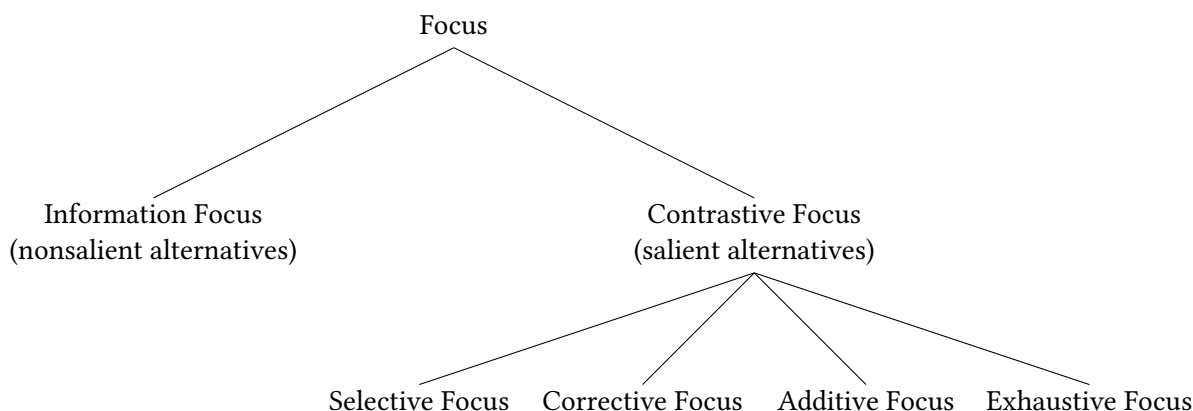 Focus
Information Focus
(nonsalient alternatives)
Contrastive Focus
(salient alternatives)
Selective Focus
Corrective Focus
Additive Focus
Exhaustive Focus